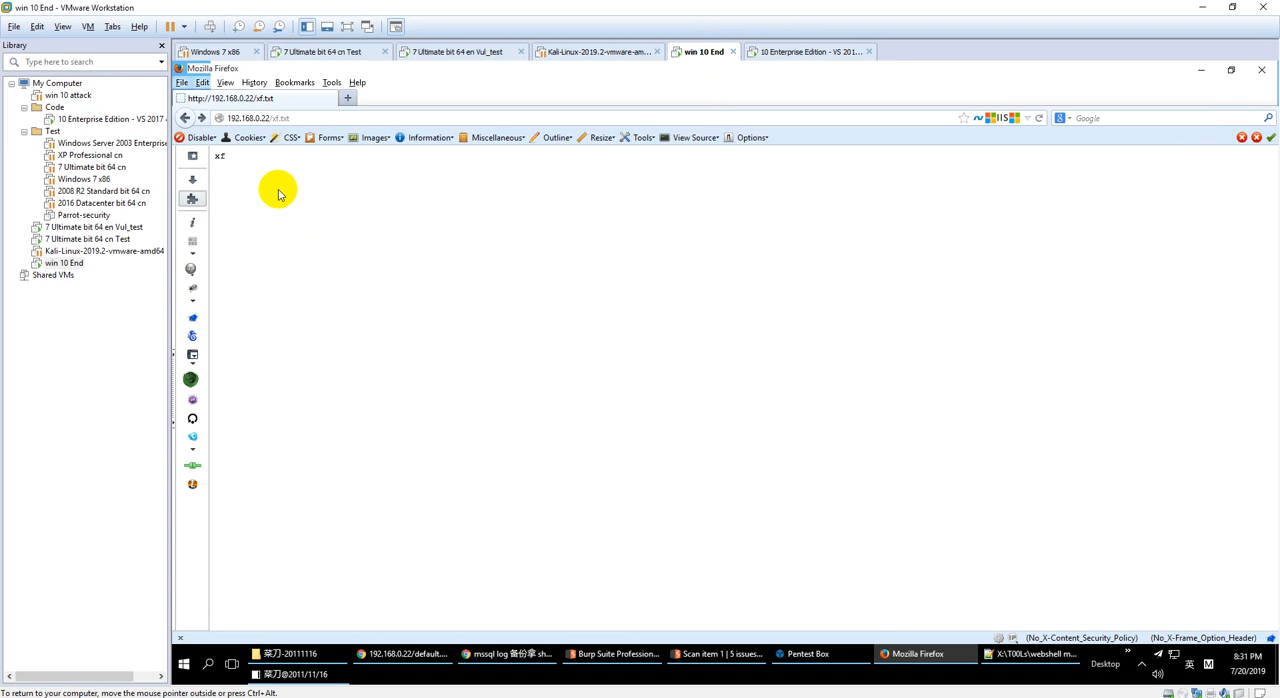 win 10 End - VMware Workstation
File Edit View VM Tabs Help
Library
Type here to search
My Computer
win 10 attack
Code
10 Enterprise Edition - VS 2017
Test
Windows Server 2003 Enterprise
XP Professional cn
7 Ultimate bit 64 cn
Windows 7 x86
2008 R2 Standard bit 64 cn
2016 Datacenter bit 64 cn
Parrot-security
7 Ultimate bit 64 en Vul_test
7 Ultimate bit 64 cn Test
Kali-Linux-2019.2-vmware-amd64
win 10 End
Shared VMs
Windows 7 x86 7 Ultimate bit 64 cn Test 7 Ultimate bit 64 en Vul_test Kali-Linux-2019.2-vmware-am... win 10 End 10 Enterprise Edition - VS 201...
Mozilla Firefox
File Edit View History Bookmarks Tools Help
http://192.168.0.22/xf.txt
192.168.0.22/xf.txt
IIS
Google
Disable Cookies CSS Forms Images Information Miscellaneous Outline Resize Tools View Source Options
xf
(No_X-Content_Security_Policy) (No_X-Frame_Option_Header)
菜刀-20111116 192.168.0.22/default.... mssql log 备份拿 sh... Burp Suite Profession... Scan item 1 | 5 issues... Pentest Box Mozilla Firefox X:\T00Ls\webshell m...
菜刀@2011/11/16
Desktop
英 M
8:31 PM
7/20/2019
To return to your computer, move the mouse pointer outside or press Ctrl+Alt.